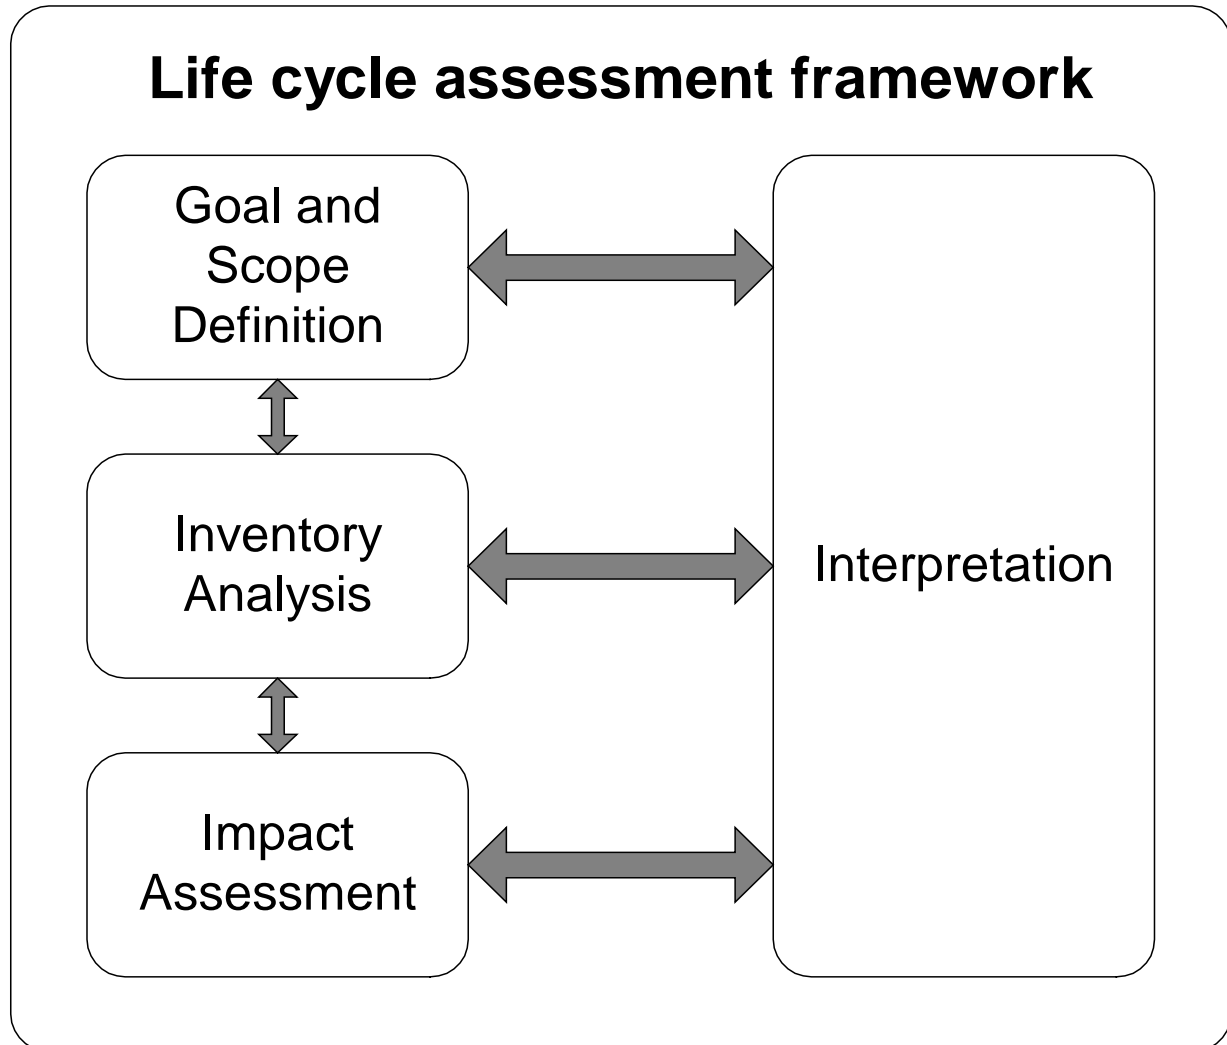 Life cycle assessment framework
Goal and
Scope
Definition
Inventory
Analysis
Interpretation
Impact
Assessment